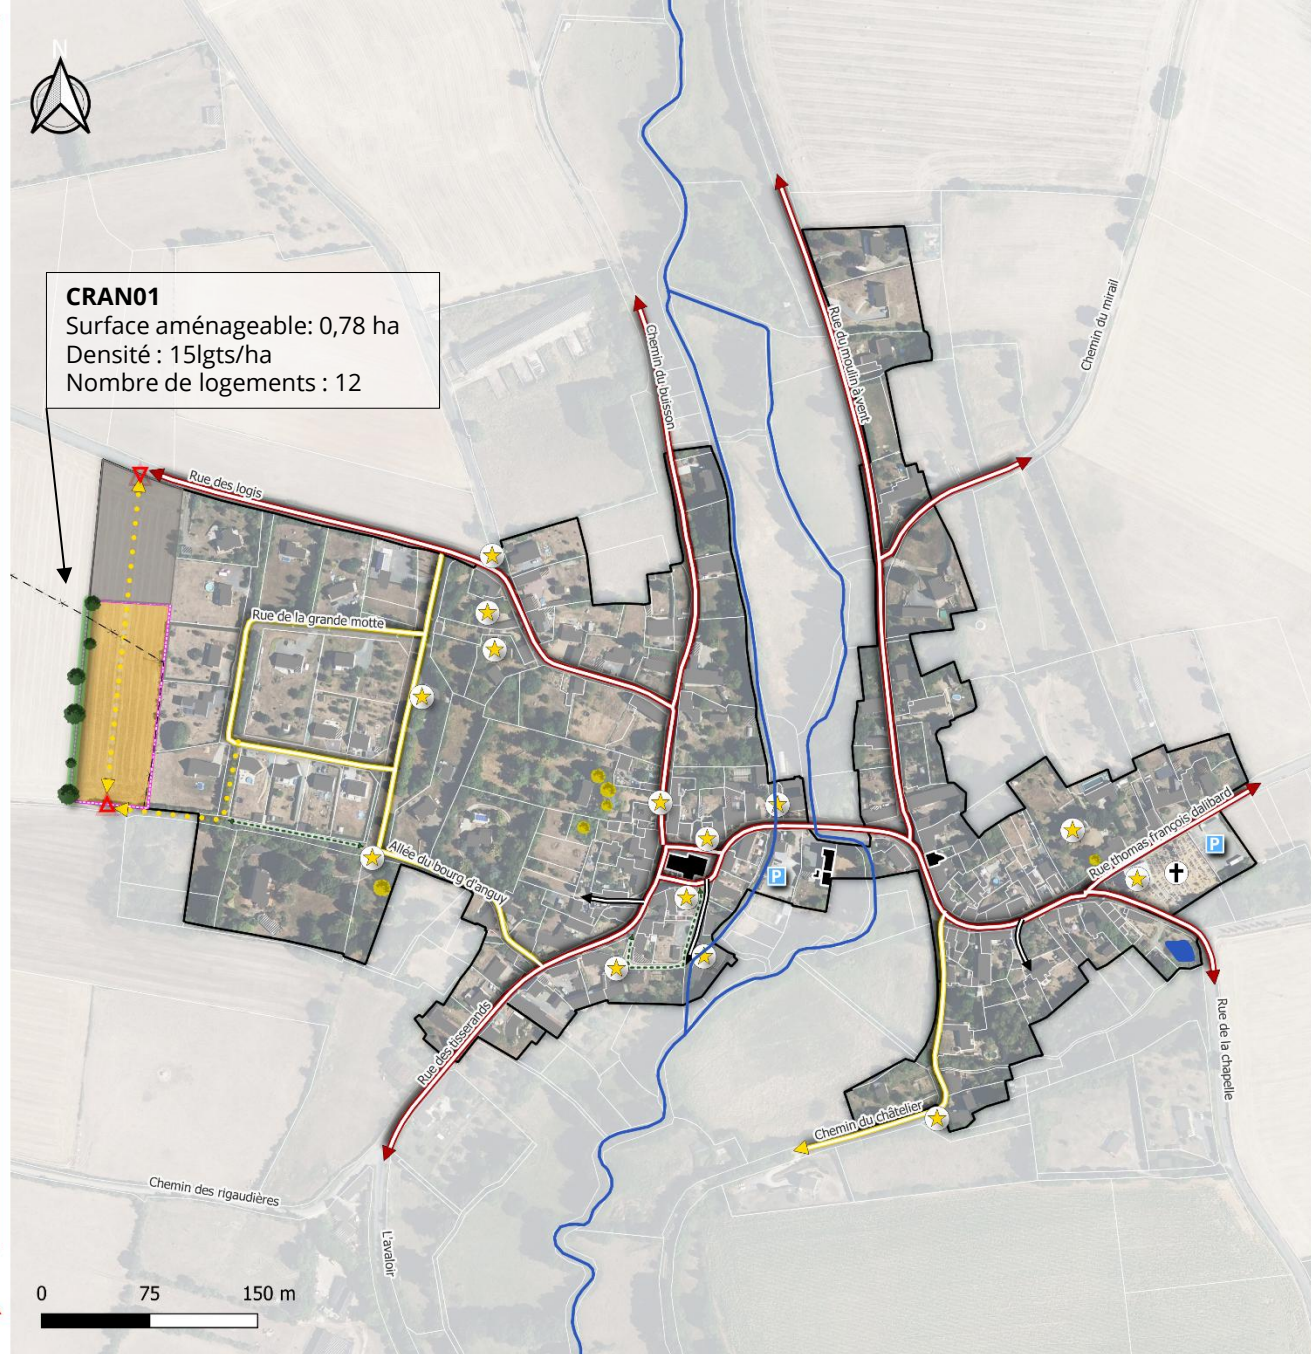 N
CRAN01
Surface aménageable: 0,78 ha
Densité : 15lgts/ha
Nombre de logements : 12
Chemin du mirail
Chemin du buisson
Rue du moulin à vent
Rue des logis
Rue de la grande motte
Allée du bourg d'anguy
Rue thomas françois dalibard
P
P
Rue des tisserands
Rue de la chapelle
Chemin du châtelier
Chemin des rigaudières
L'avaloir
0 75 150 m